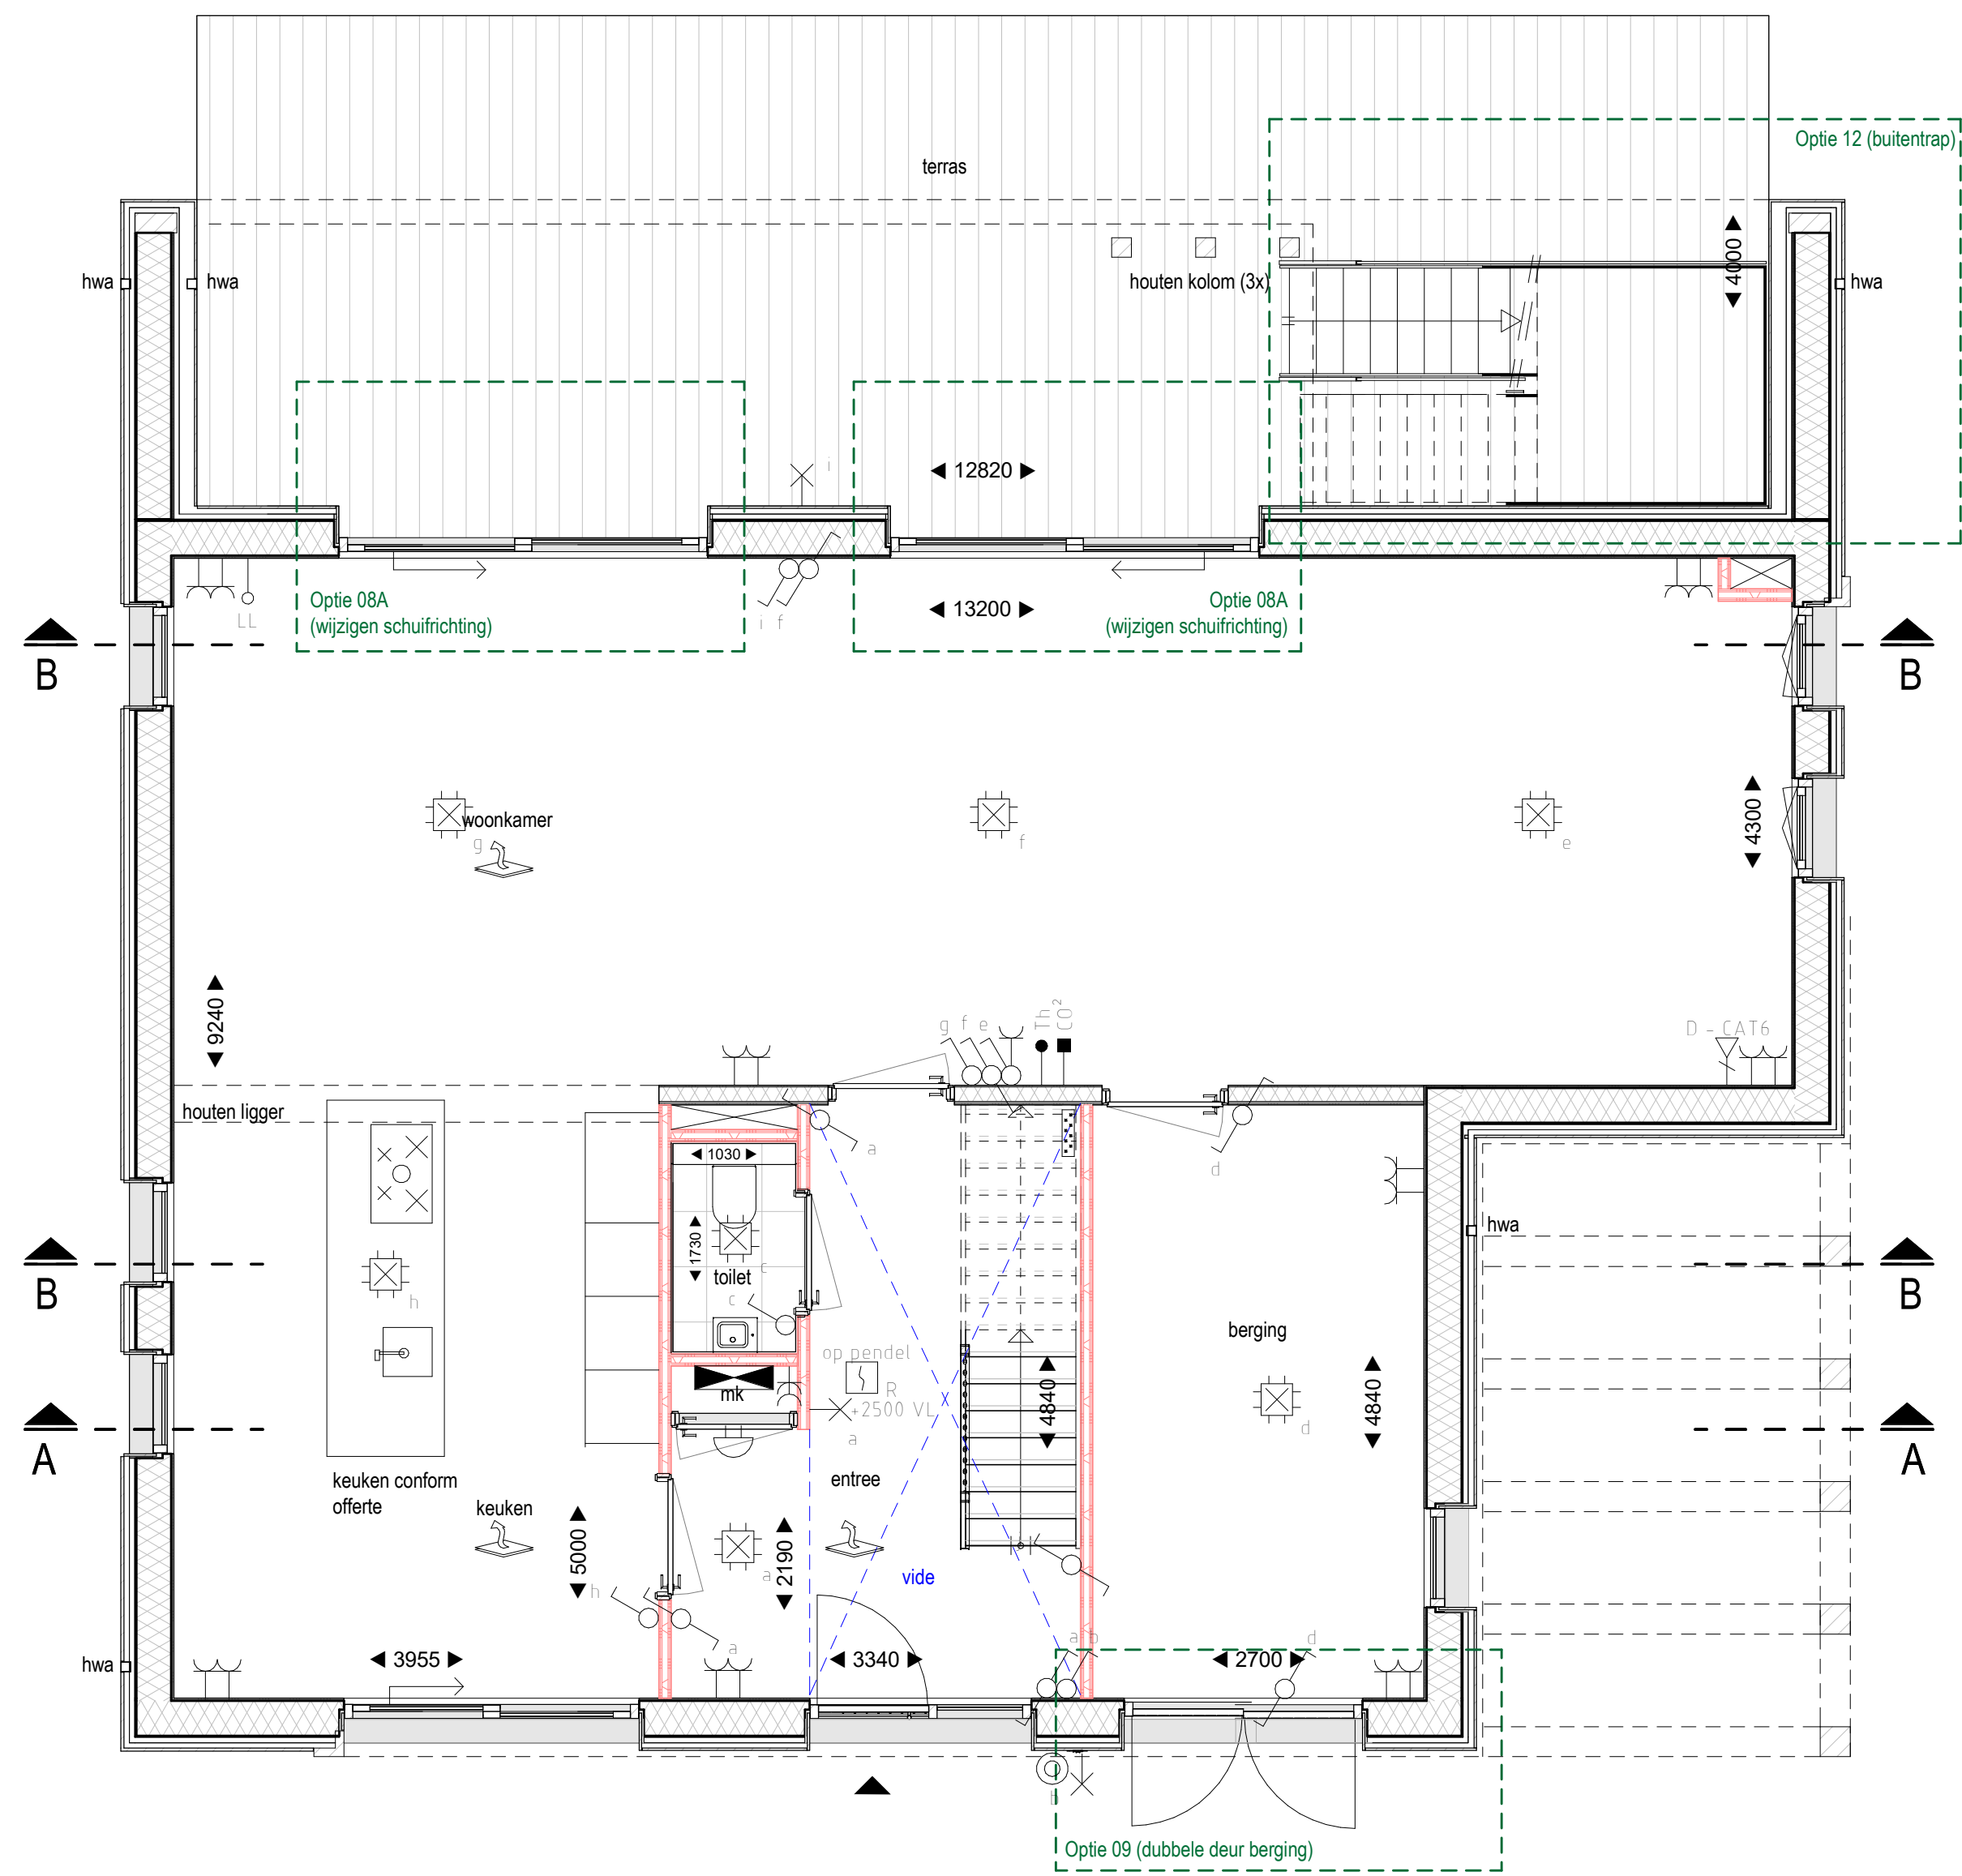 Optie 12 (buitentrap)
terras
4000
hwa
hwa
houten kolom (3x)
hwa
i
12820
LL
Optie 08A
(wijzigen schuifrichting)
i f
13200
Optie 08A
(wijzigen schuifrichting)
B
B
woonkamer
g
f
e
4300
9240
g f e
Th
CO²
D - CAT6
houten ligger
a
d
1030
1730
toilet
c
c
hwa
h
B
B
berging
op pendel
R
+2500 VL
a
mk
4840
4840
d
A
A
keuken conform
offerte
keuken
entree
5000
2190
a
vide
h
a
a b
d
hwa
3955
3340
2700
b
Optie 09 (dubbele deur berging)